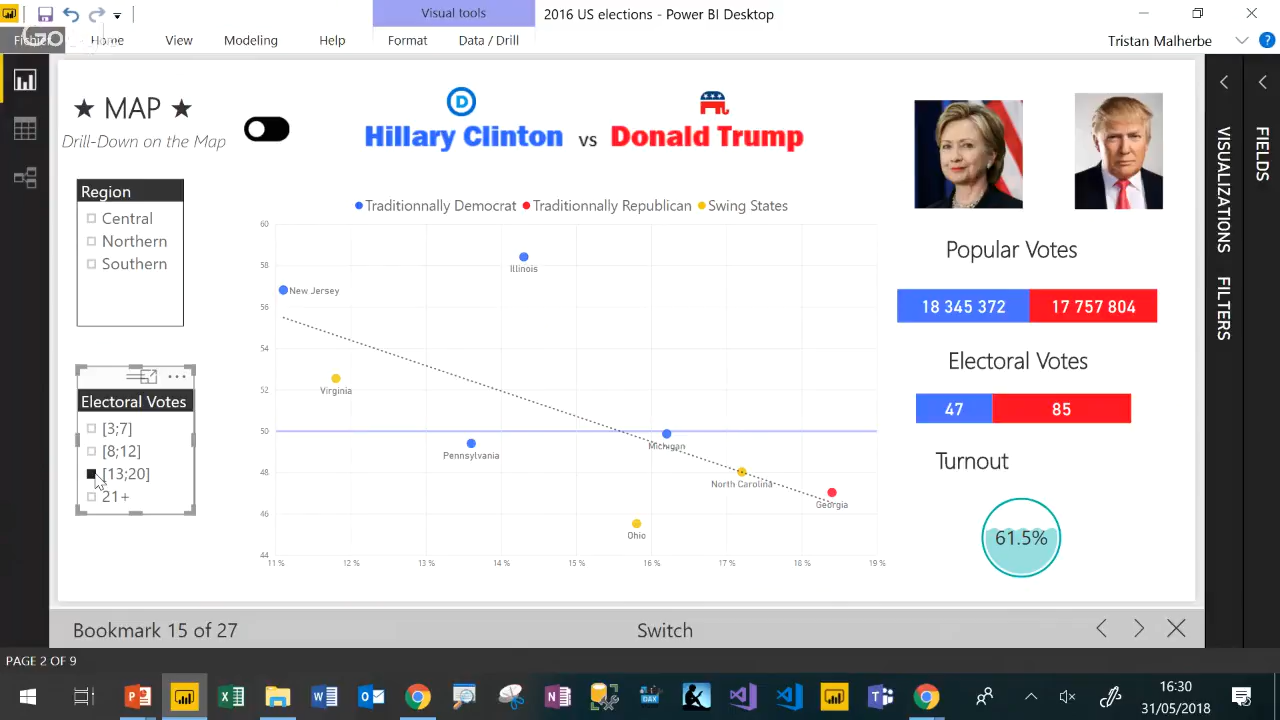 Visual tools
2016 US elections - Power BI Desktop
Go
Home
View
Modeling
Help
Format
Data / Drill
Tristan Malherbe
?
★ MAP ★
Drill-Down on the Map
D
Hillary Clinton vs Donald Trump
Region
Central
Northern
Southern
Electoral Votes
[3;7]
[8;12]
[13;20]
21+
Traditionnally Democrat
Traditionnally Republican
Swing States
60
58
56
54
52
50
48
46
44
Illinois
New Jersey
Virginia
Michigan
Pennsylvania
North Carolina
Georgia
Ohio
11 %
12 %
13 %
14 %
15 %
16 %
17 %
18 %
19 %
Popular Votes
18 345 372
17 757 804
Electoral Votes
47
85
Turnout
61.5%
VISUALIZATIONS
FILTERS
FIELDS
Bookmark 15 of 27
Switch
PAGE 2 OF 9
DAX
16:30
31/05/2018